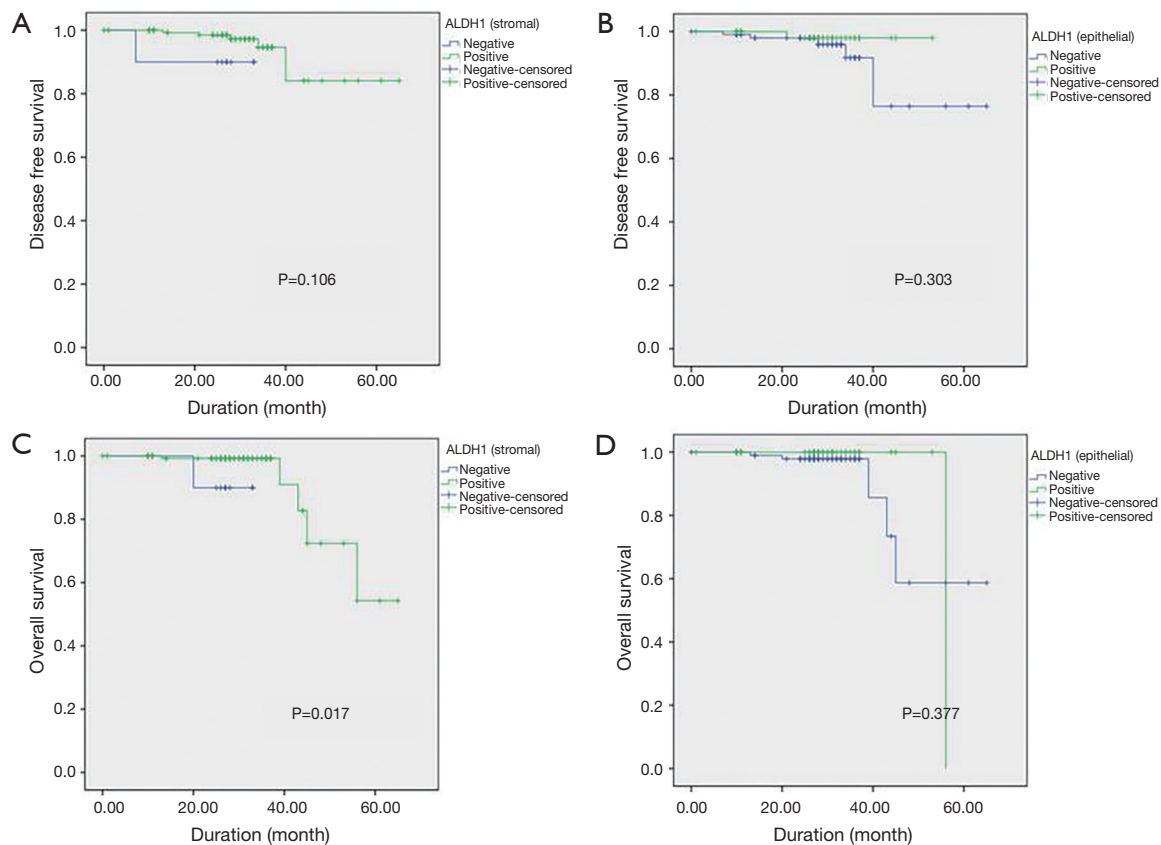 A
ALDH1 (stromal)
Negative
Positive
Negative-censored
Positive-censored
1.0
0.8
0.6
0.4
0.2
0.0
Disease free survival
P=0.106
0.00 20.00 40.00 60.00
Duration (month)
B
ALDH1 (epithelial)
Negative
Positive
Negative-censored
Postive-censored
1.0
0.8
0.6
0.4
0.2
0.0
Disease free survival
P=0.303
0.00 20.00 40.00 60.00
Duration (month)
C
ALDH1 (stromal)
Negative
Positive
Negative-censored
Positive-censored
1.0
0.8
0.6
0.4
0.2
0.0
Overall survival
P=0.017
0.00 20.00 40.00 60.00
Duration (month)
D
ALDH1 (epithelial)
Negative
Positive
Negative-censored
Positive-censored
1.0
0.8
0.6
0.4
0.2
0.0
Overall survival
P=0.377
0.00 20.00 40.00 60.00
Duration (month)